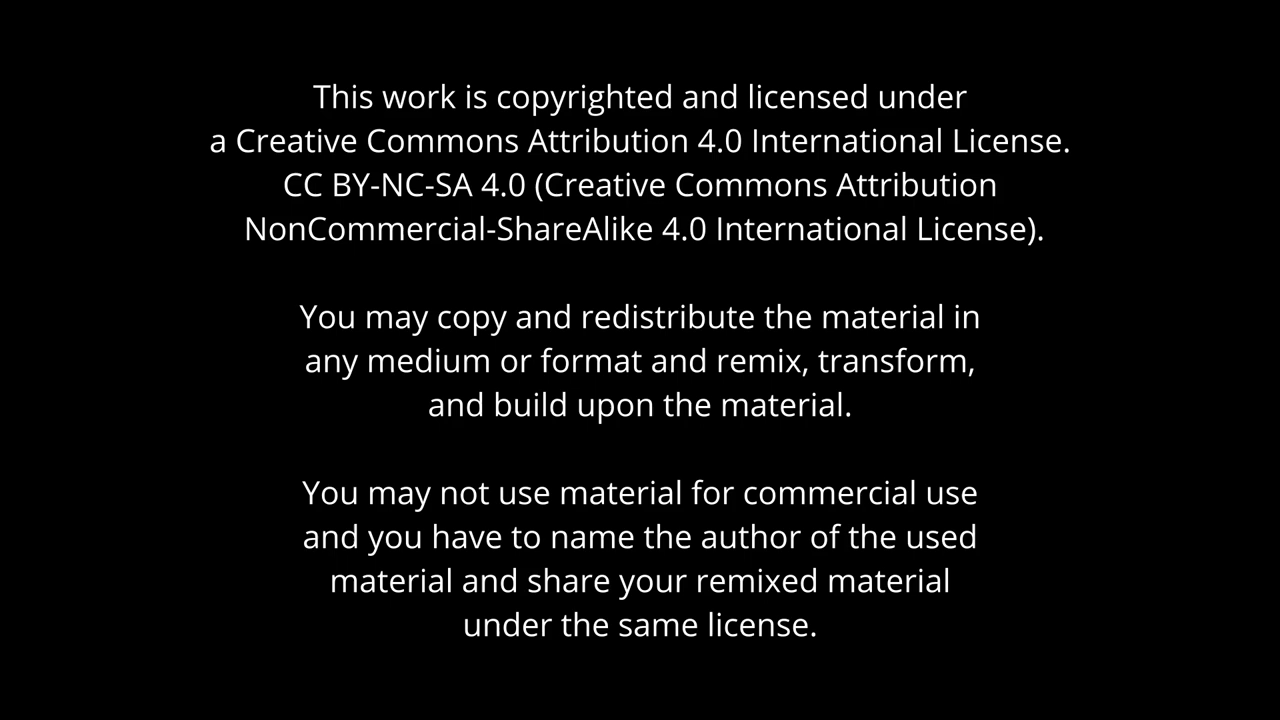 This work is copyrighted and licensed under
a Creative Commons Attribution 4.0 International License.
CC BY-NC-SA 4.0 (Creative Commons Attribution
NonCommercial-ShareAlike 4.0 International License).
You may copy and redistribute the material in
any medium or format and remix, transform,
and build upon the material.
You may not use material for commercial use
and you have to name the author of the used
material and share your remixed material
under the same license.